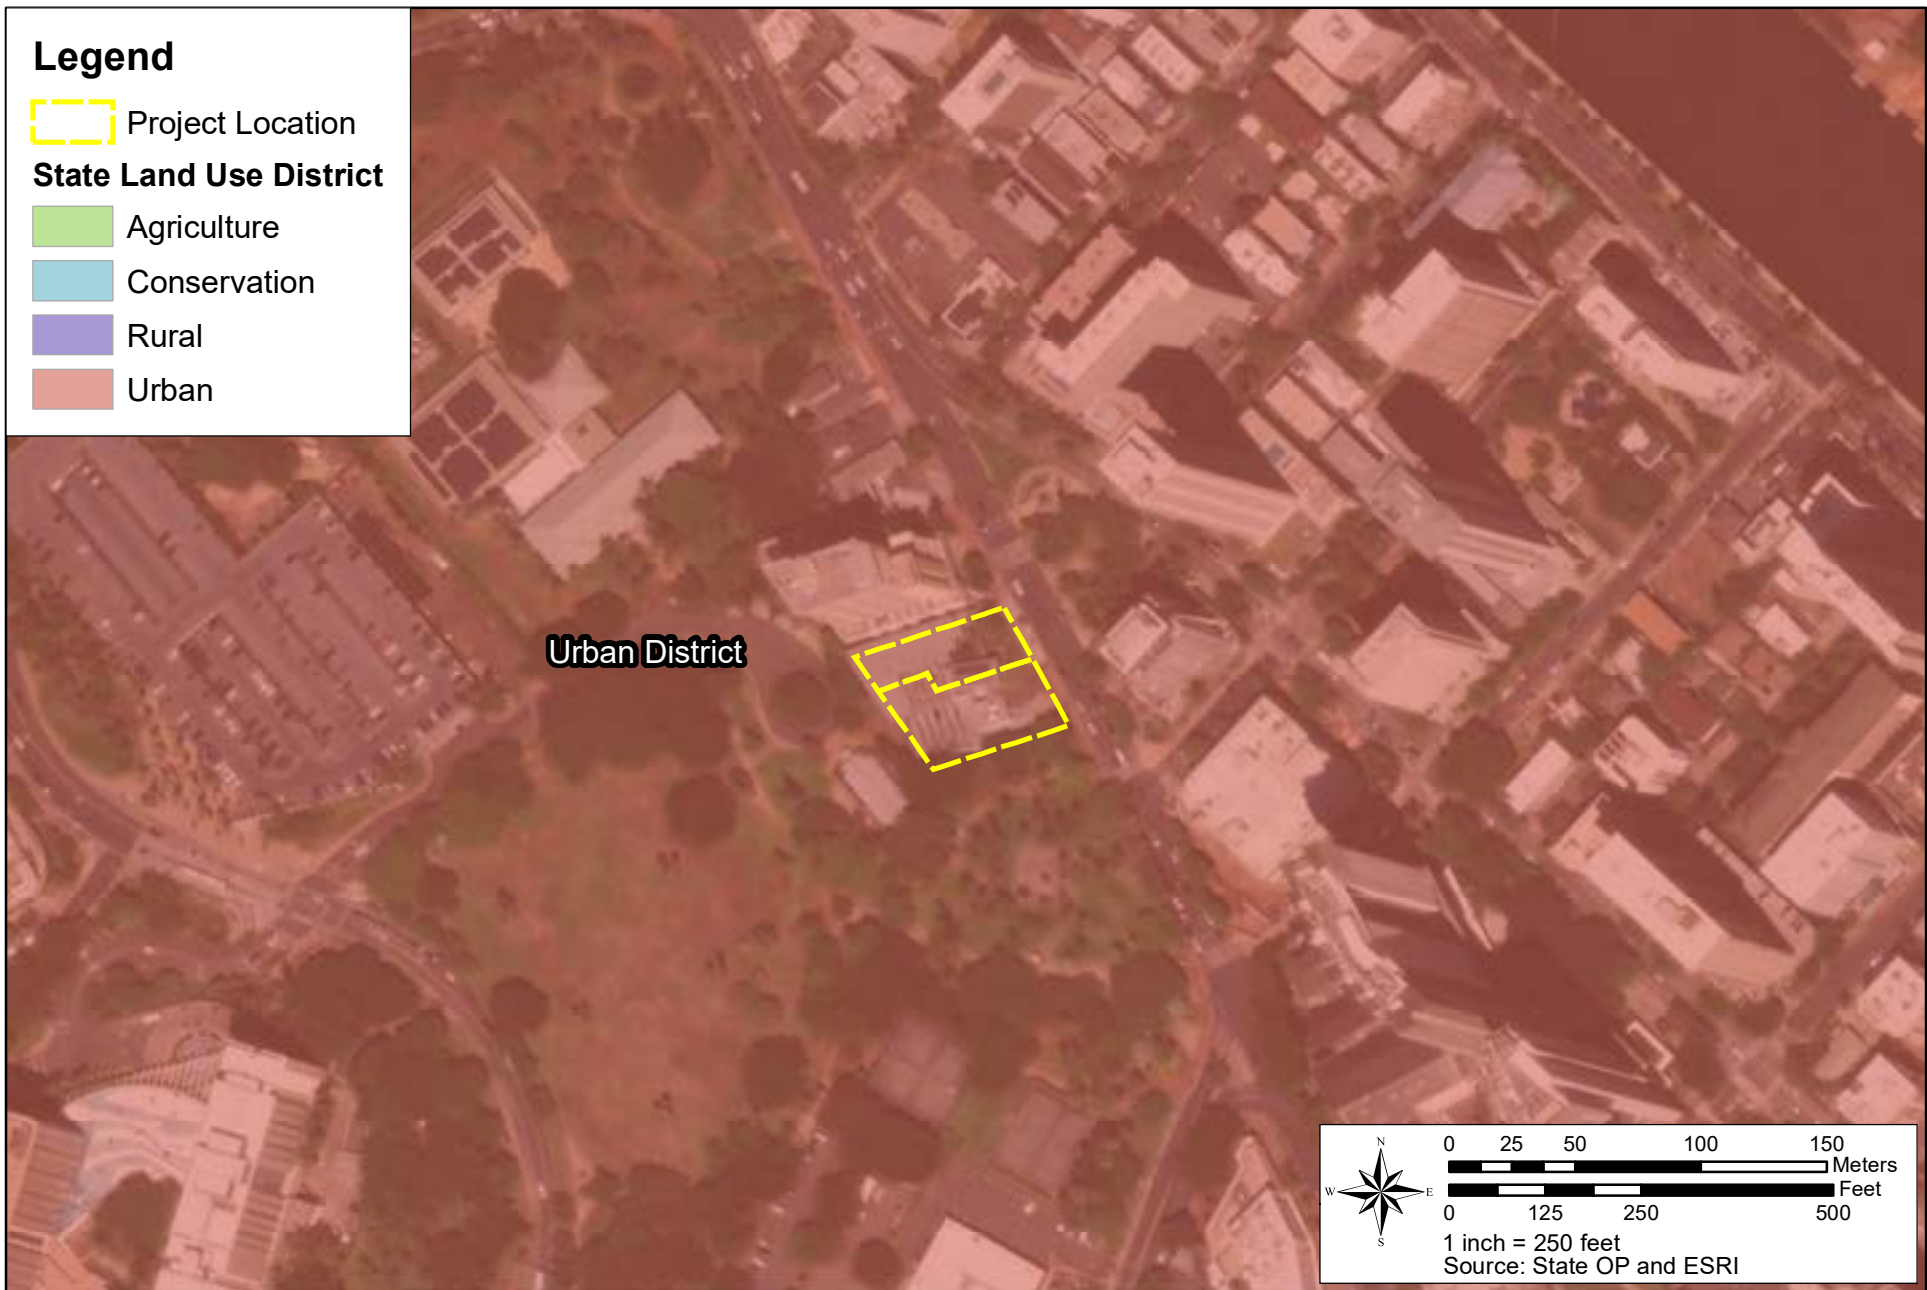 Legend
Project Location
State Land Use District
Agriculture
Conservation
Rural
Urban
Urban District
N
W
E
S
0 25 50 100 150
Meters
Feet
0 125 250 500
1 inch = 250 feet
Source: State OP and ESRI